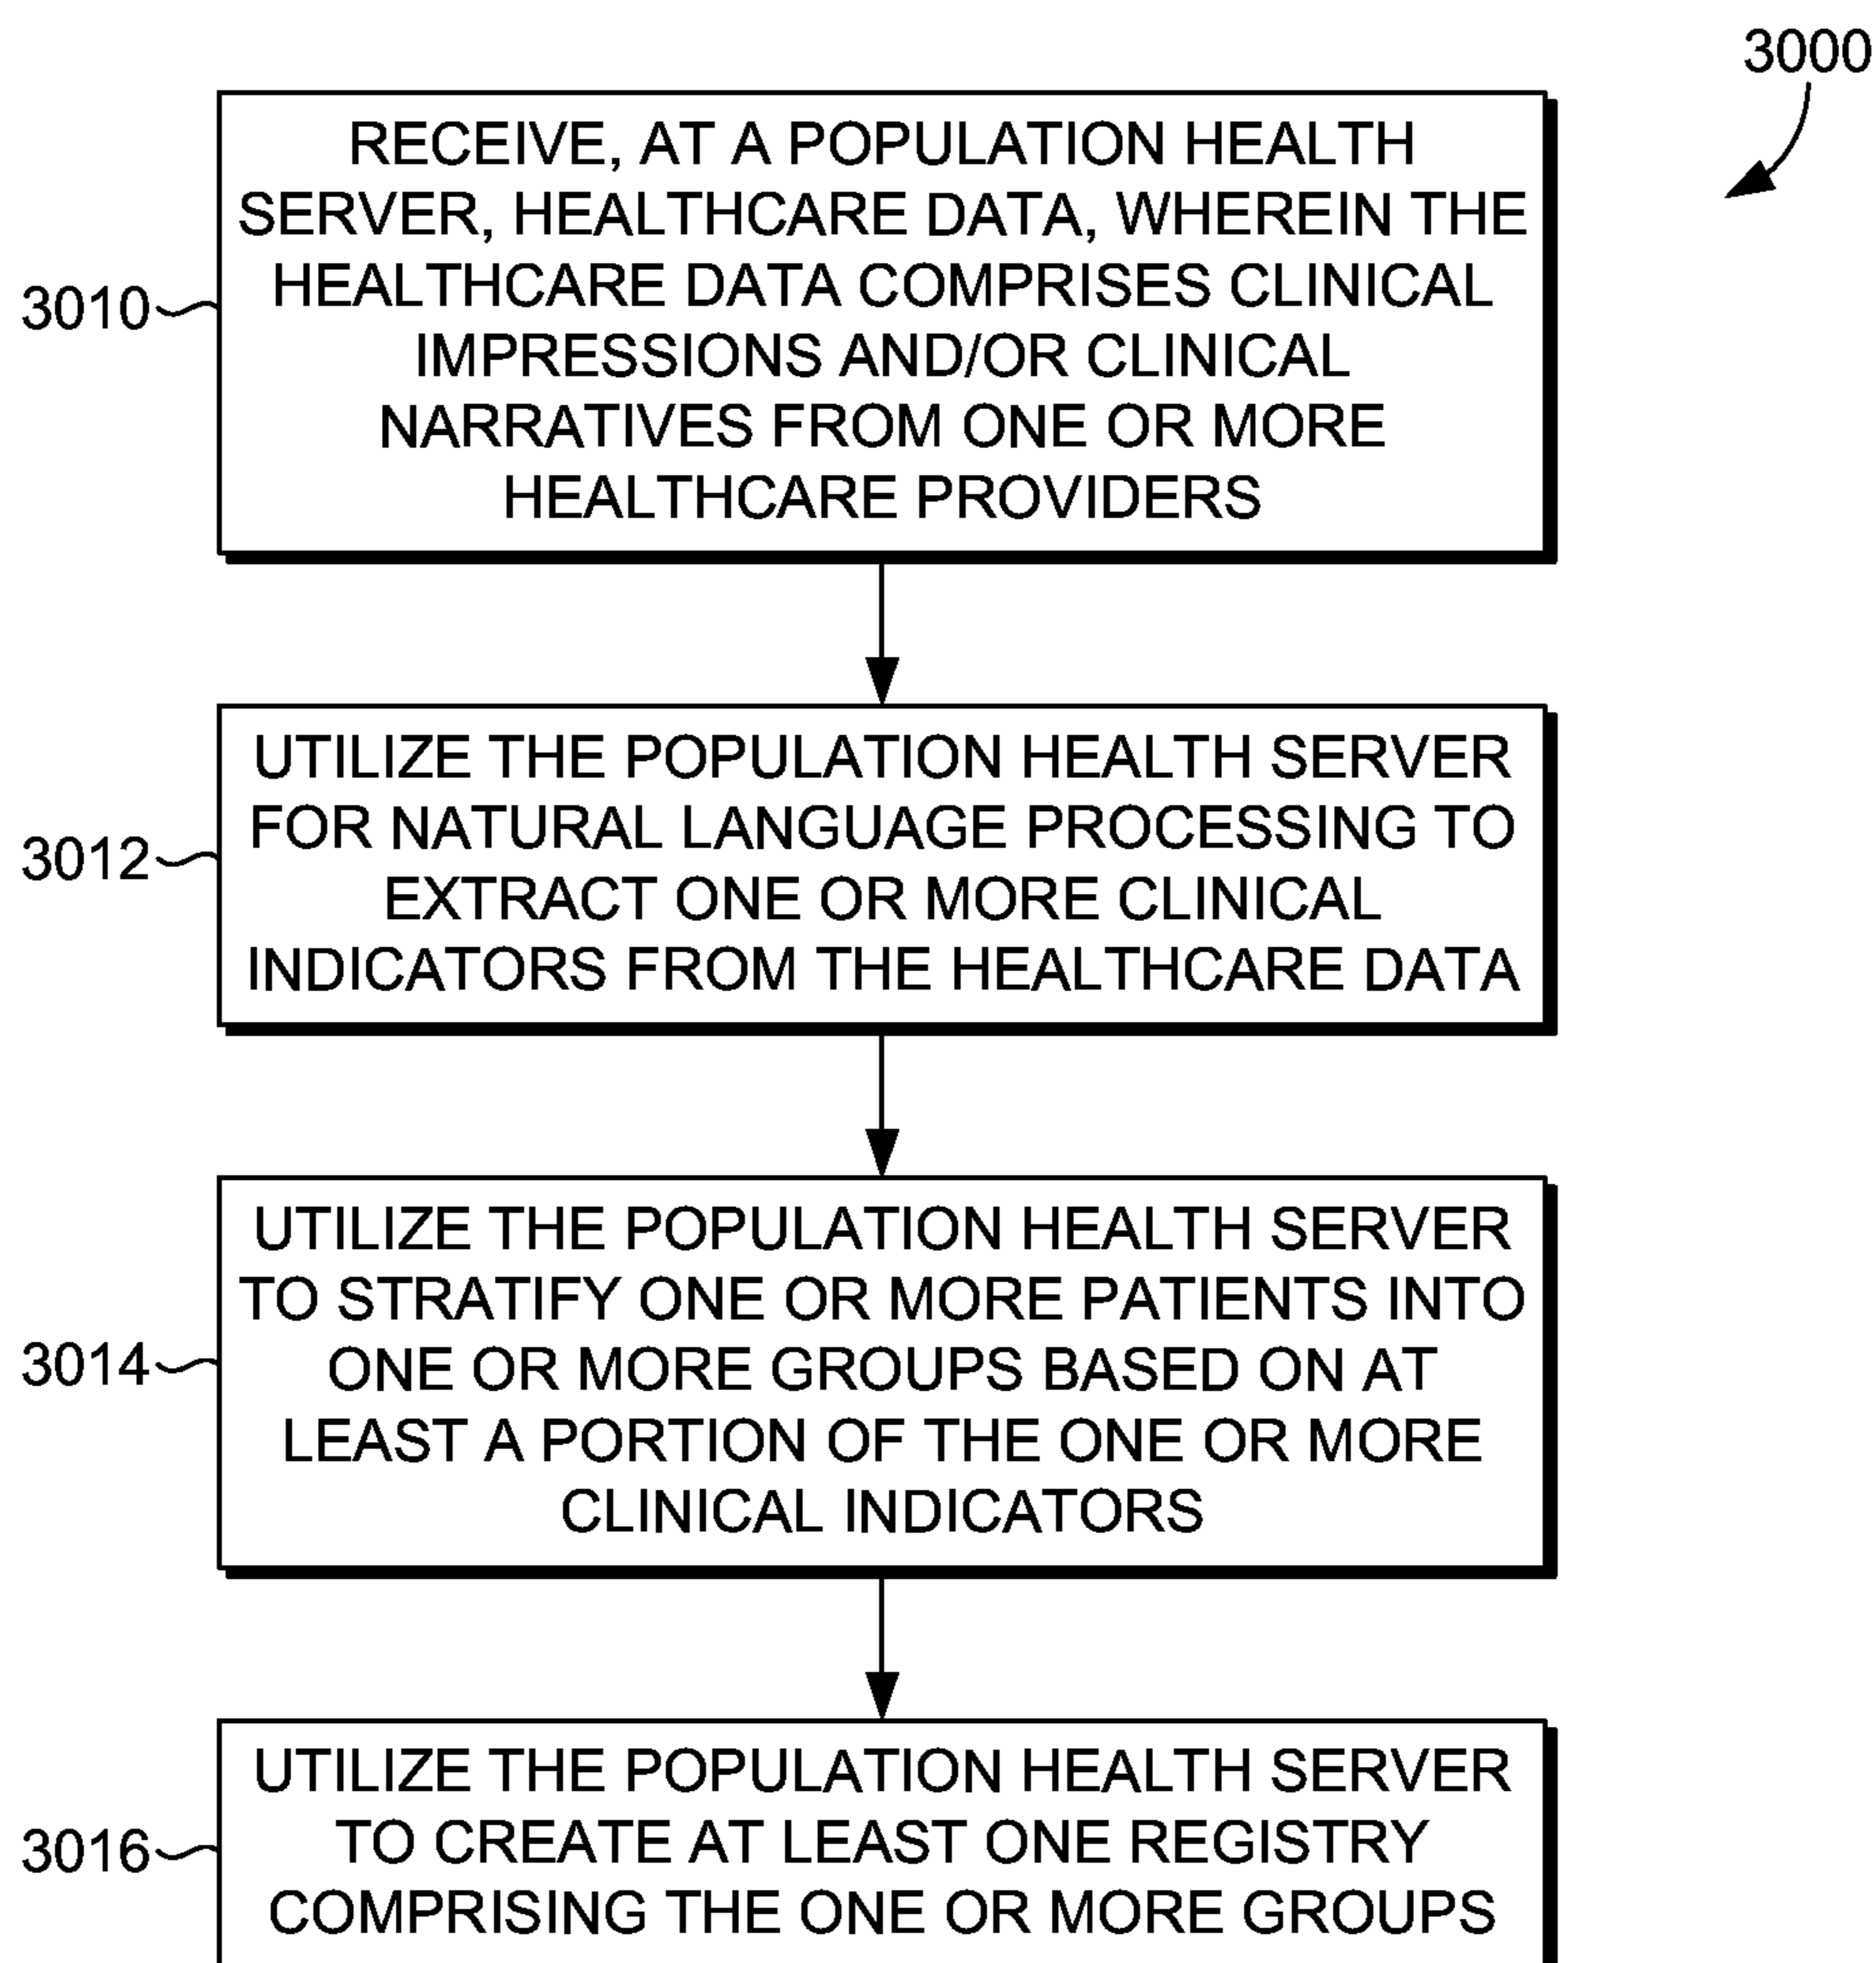 3000
RECEIVE, AT A POPULATION HEALTH
SERVER, HEALTHCARE DATA, WHEREIN THE
HEALTHCARE DATA COMPRISES CLINICAL
IMPRESSIONS AND/OR CLINICAL
NARRATIVES FROM ONE OR MORE
HEALTHCARE PROVIDERS
3010
UTILIZE THE POPULATION HEALTH SERVER
FOR NATURAL LANGUAGE PROCESSING TO
EXTRACT ONE OR MORE CLINICAL
INDICATORS FROM THE HEALTHCARE DATA
3012
UTILIZE THE POPULATION HEALTH SERVER
TO STRATIFY ONE OR MORE PATIENTS INTO
ONE OR MORE GROUPS BASED ON AT
LEAST A PORTION OF THE ONE OR MORE
CLINICAL INDICATORS
3014
UTILIZE THE POPULATION HEALTH SERVER
TO CREATE AT LEAST ONE REGISTRY
COMPRISING THE ONE OR MORE GROUPS
3016